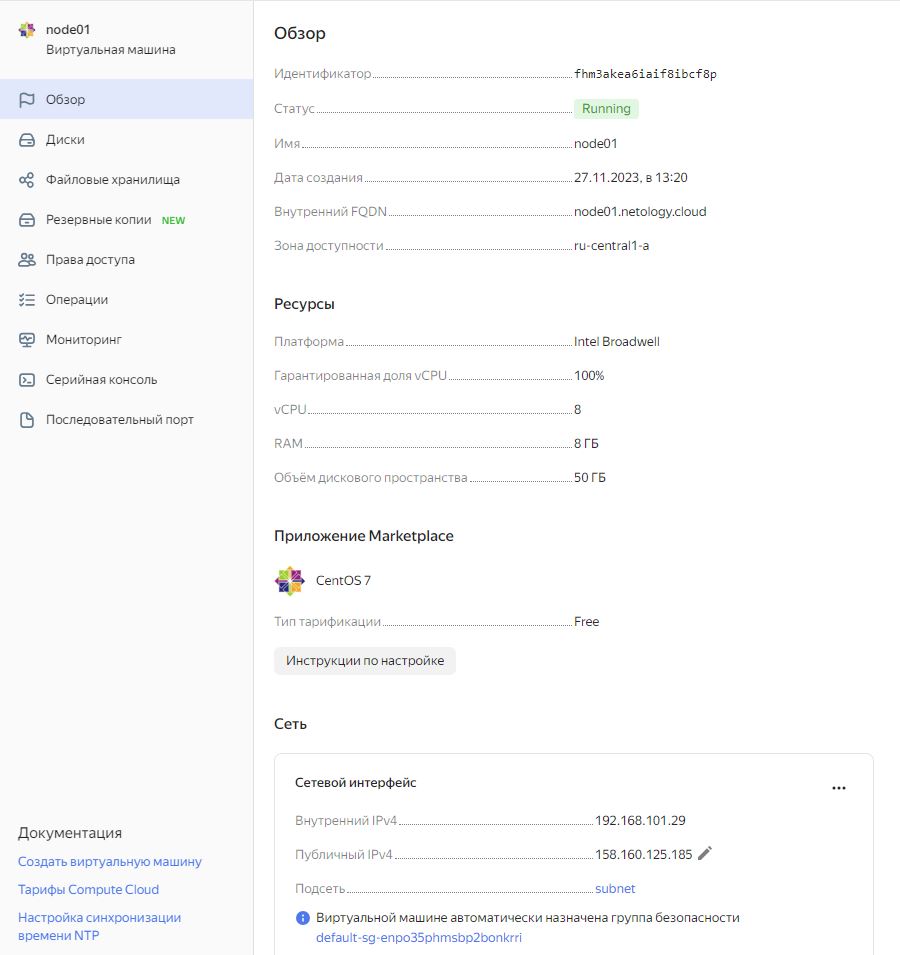 node01
Виртуальная машина
Обзор
Диски
Файловые хранилища
Резервные копии NEW
Права доступа
Операции
Мониторинг
Серийная консоль
Последовательный порт
Документация
Создать виртуальную машину
Тарифы Compute Cloud
Настройка синхронизации
времени NTP
Обзор
Идентификатор fhm3akea6iaif8ibcf8p
Статус Running
Имя node01
Дата создания 27.11.2023, в 13:20
Внутренний FQDN node01.netology.cloud
Зона доступности ru-central1-a
Ресурсы
Платформа Intel Broadwell
Гарантированная доля vCPU 100%
vCPU 8
RAM 8 ГБ
Объём дискового пространства 50 ГБ
Приложение Marketplace
CentOS 7
Тип тарификации Free
Инструкции по настройке
Сеть
Сетевой интерфейс
Внутренний IPv4 192.168.101.29
Публичный IPv4 158.160.125.185
Подсеть subnet
Виртуальной машине автоматически назначена группа безопасности
default-sg-enpo35phmsbp2bonkrri